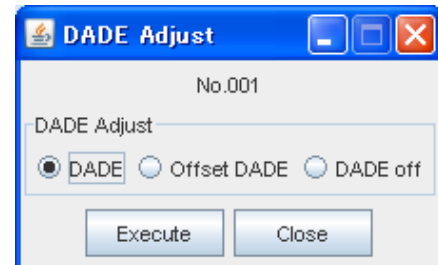 DADE Adjust
No.001
DADE Adjust
DADE Offset DADE DADE off
Execute Close